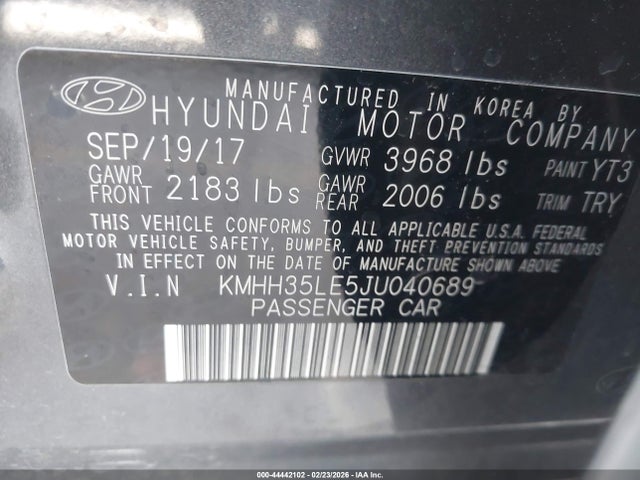 MANUFACTURED IN KOREA BY
HYUNDAI MOTOR COMPANY
SEP/19/17 GVWR 3968 lbs PAINT YT3
GAWR FRONT 2183 lbs GAWR REAR 2006 lbs TRIM TRY
THIS VEHICLE CONFORMS TO ALL APPLICABLE U.S.A. FEDERAL
MOTOR VEHICLE SAFETY, BUMPER, AND THEFT PREVENTION STANDARDS
IN EFFECT ON THE DATE OF MANUFACTURE SHOWN ABOVE
V.I.N KMHH35LE5JU040689
PASSENGER CAR
000-44442102 - 02/23/2026 - IAAI.COM